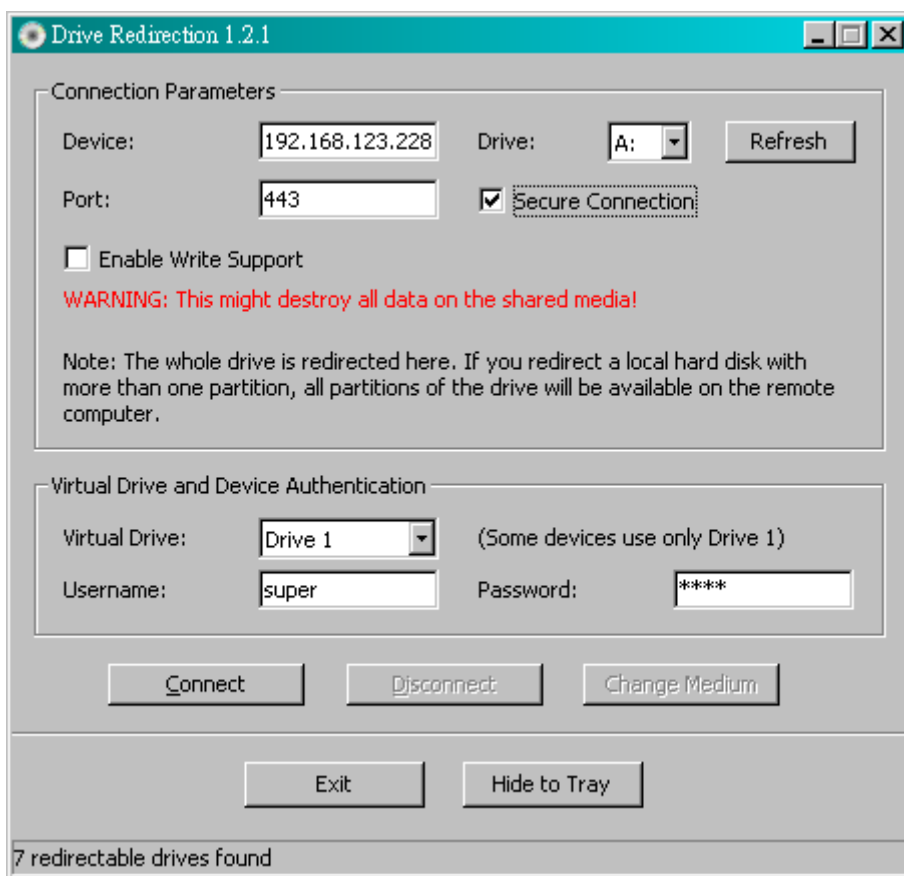 Drive Redirection 1.2.1
Connection Parameters
Device: 192.168.123.228 Drive: A: Refresh
Port: 443 Secure Connection
Enable Write Support
WARNING: This might destroy all data on the shared media!
Note: The whole drive is redirected here. If you redirect a local hard disk with
more than one partition, all partitions of the drive will be available on the remote
computer.
Virtual Drive and Device Authentication
Virtual Drive: Drive 1 (Some devices use only Drive 1)
Username: super Password: ****
Connect Disconnect Change Medium
Exit Hide to Tray
7 redirectable drives found